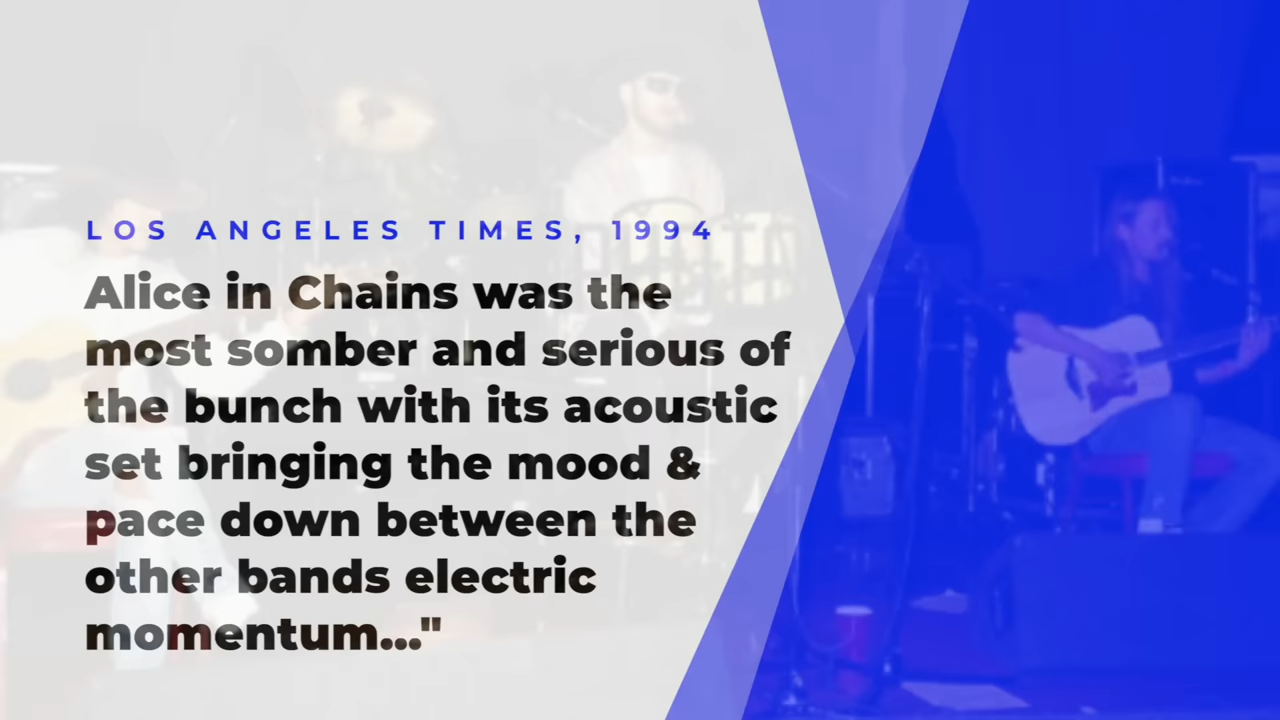 LOS ANGELES TIMES, 1994
Alice in Chains was the
most somber and serious of
the bunch with its acoustic
set bringing the mood &
pace down between the
other bands electric
momentum..."